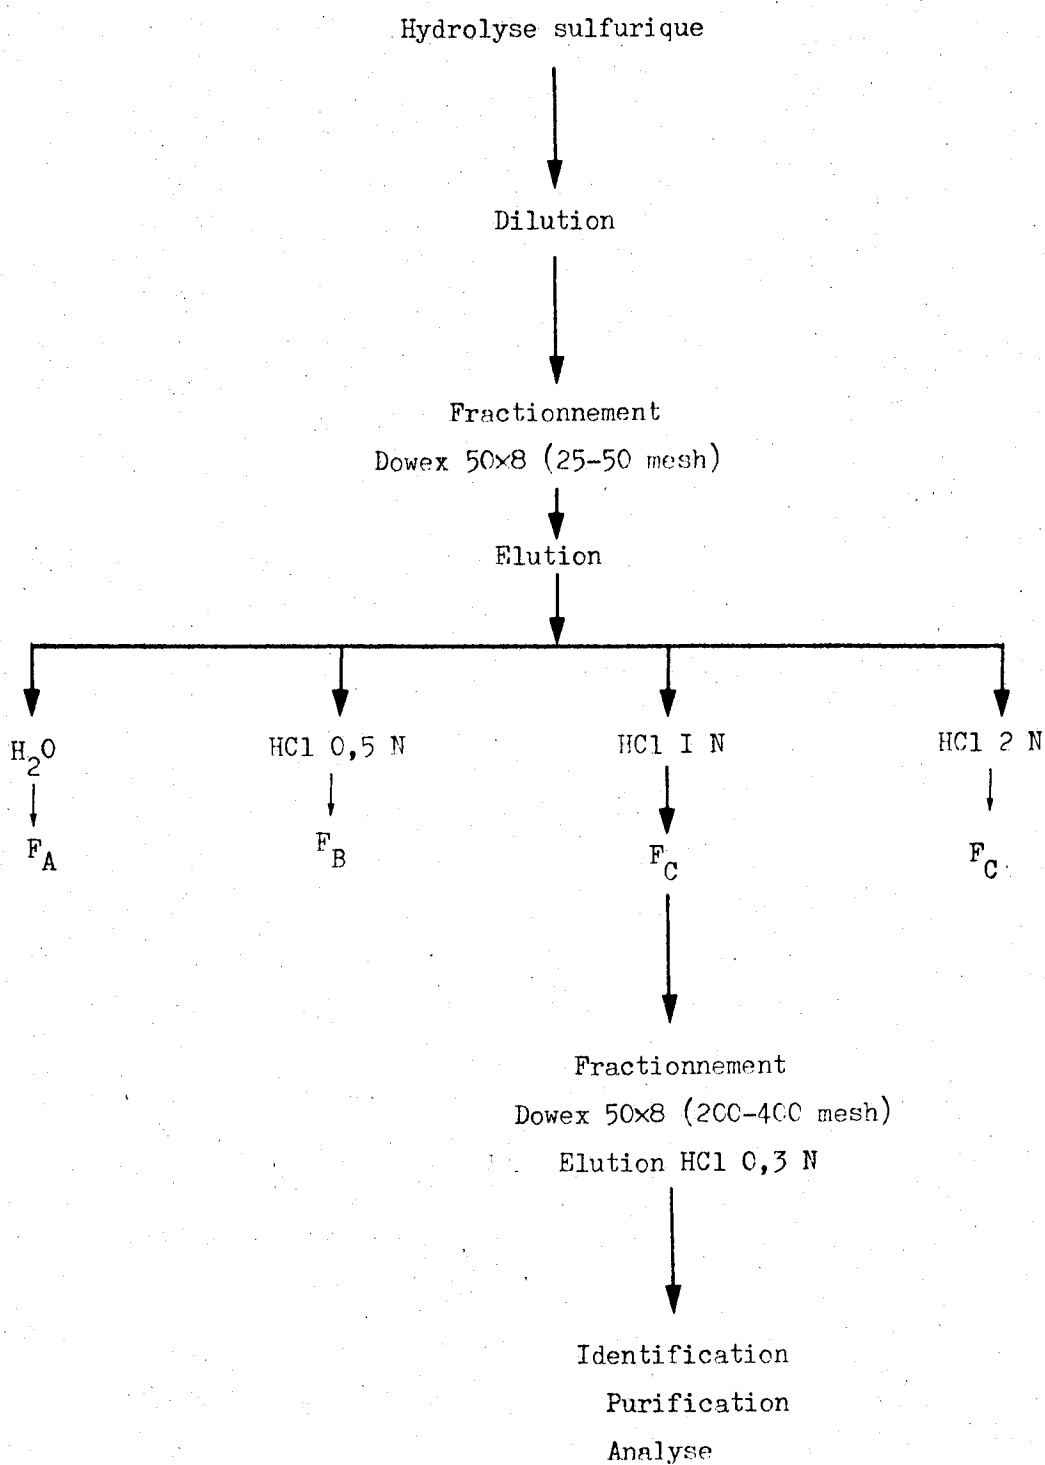 Hydrolyse sulfurique
Dilution
Fractionnement
Dowex 50×8 (25-50 mesh)
Elution
H2O
HCl 0,5 N
HCl I N
HCl 2 N
FA
FB
FC
FC
Fractionnement
Dowex 50×8 (200-400 mesh)
Elution HCl 0,3 N
Identification
Purification
Analyse